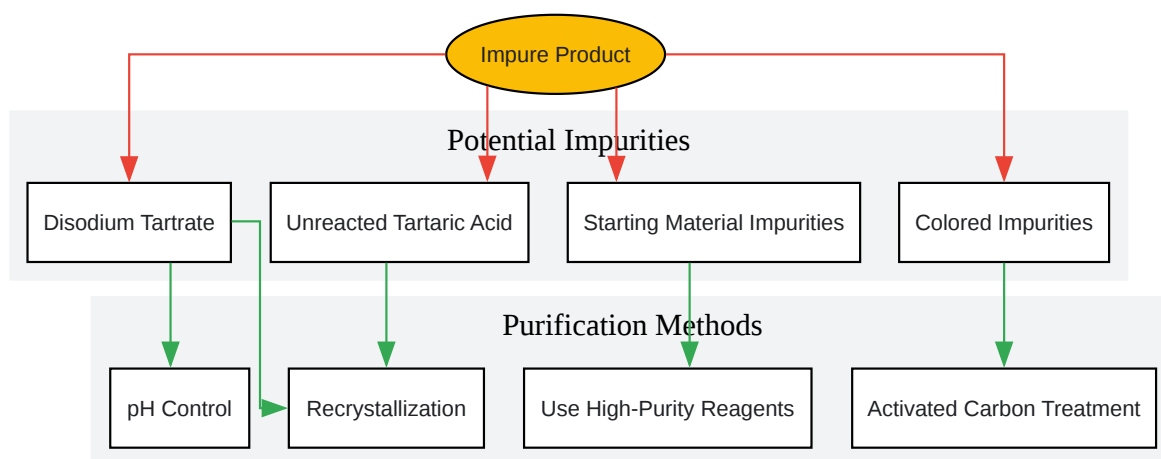 Impure Product
Potential Impurities
Disodium Tartrate
Unreacted Tartaric Acid
Starting Material Impurities
Colored Impurities
Purification Methods
pH Control
Recrystallization
Use High-Purity Reagents
Activated Carbon Treatment